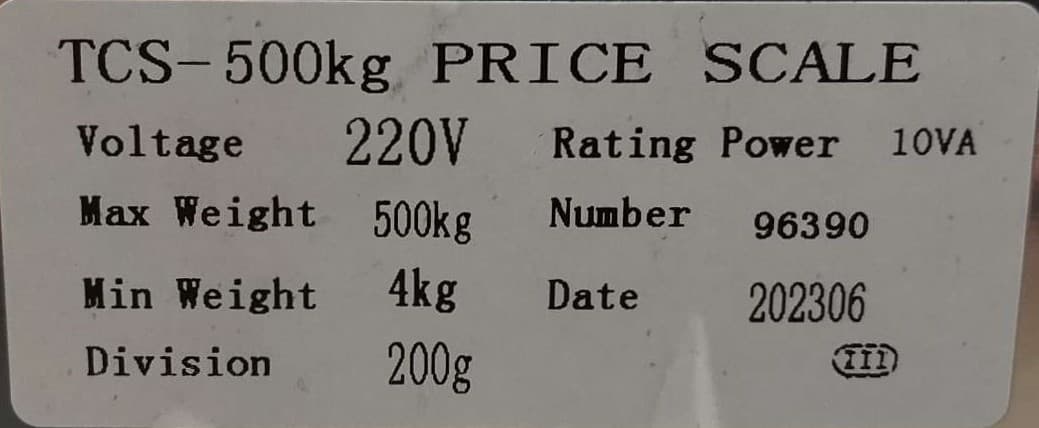 TCS-500kg PRICE SCALE
Voltage 220V Rating Power 10VA
Max Weight 500kg Number 96390
Min Weight 4kg Date 202306
Division 200g III